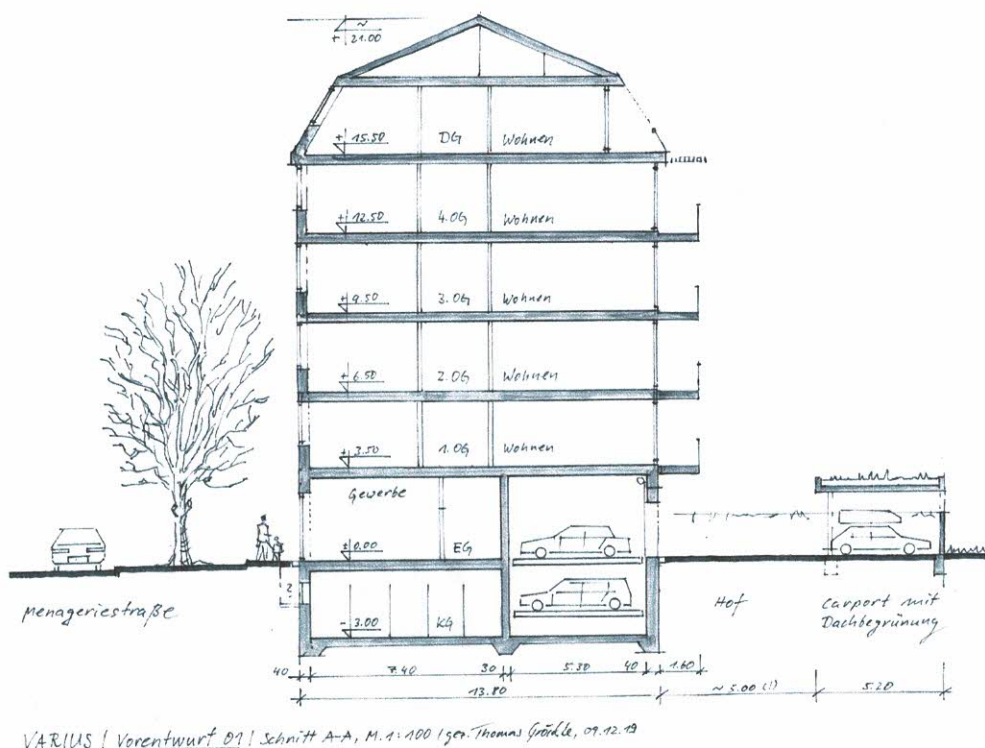 ~
+ 21.00
+ 15.50 DG Wohnen
+ 12.50 4.OG Wohnen
+ 9.50 3.OG Wohnen
+ 6.50 2.OG Wohnen
+ 3.50 1.OG Wohnen
Gewerbe
± 0.00 EG
2
Menageriestraße
- 3.00 KG
Hof
Carport mit
Dachbegrünung
40 7.40 30 5.30 40 1.60
13.80 ~ (!) 5.20
VARIUS | Vorentwurf 01 | Schnitt A-A, M. 1:100 | gez. Thomas, 09.12.19